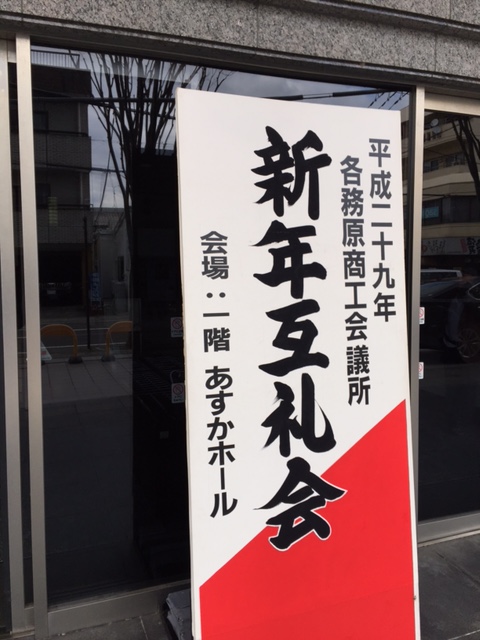 平成二十九年
各務原商工会議所
新年互礼会
会場：一階 あすかホール